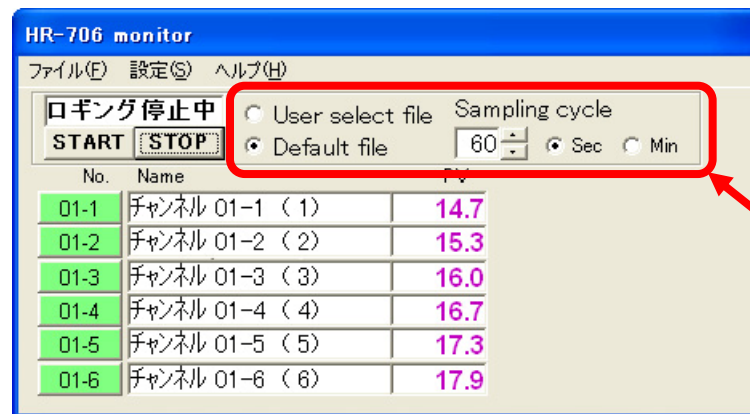 HR-706 monitor
ファイル(F) 設定(S) ヘルプ(H)
ロギング停止中 User select file Sampling cycle
START STOP Default file 60 Sec Min
No. Name PV
01-1 チャンネル 01-1 ( 1) 14.7
01-2 チャンネル 01-2 ( 2) 15.3
01-3 チャンネル 01-3 ( 3) 16.0
01-4 チャンネル 01-4 ( 4) 16.7
01-5 チャンネル 01-5 ( 5) 17.3
01-6 チャンネル 01-6 ( 6) 17.9